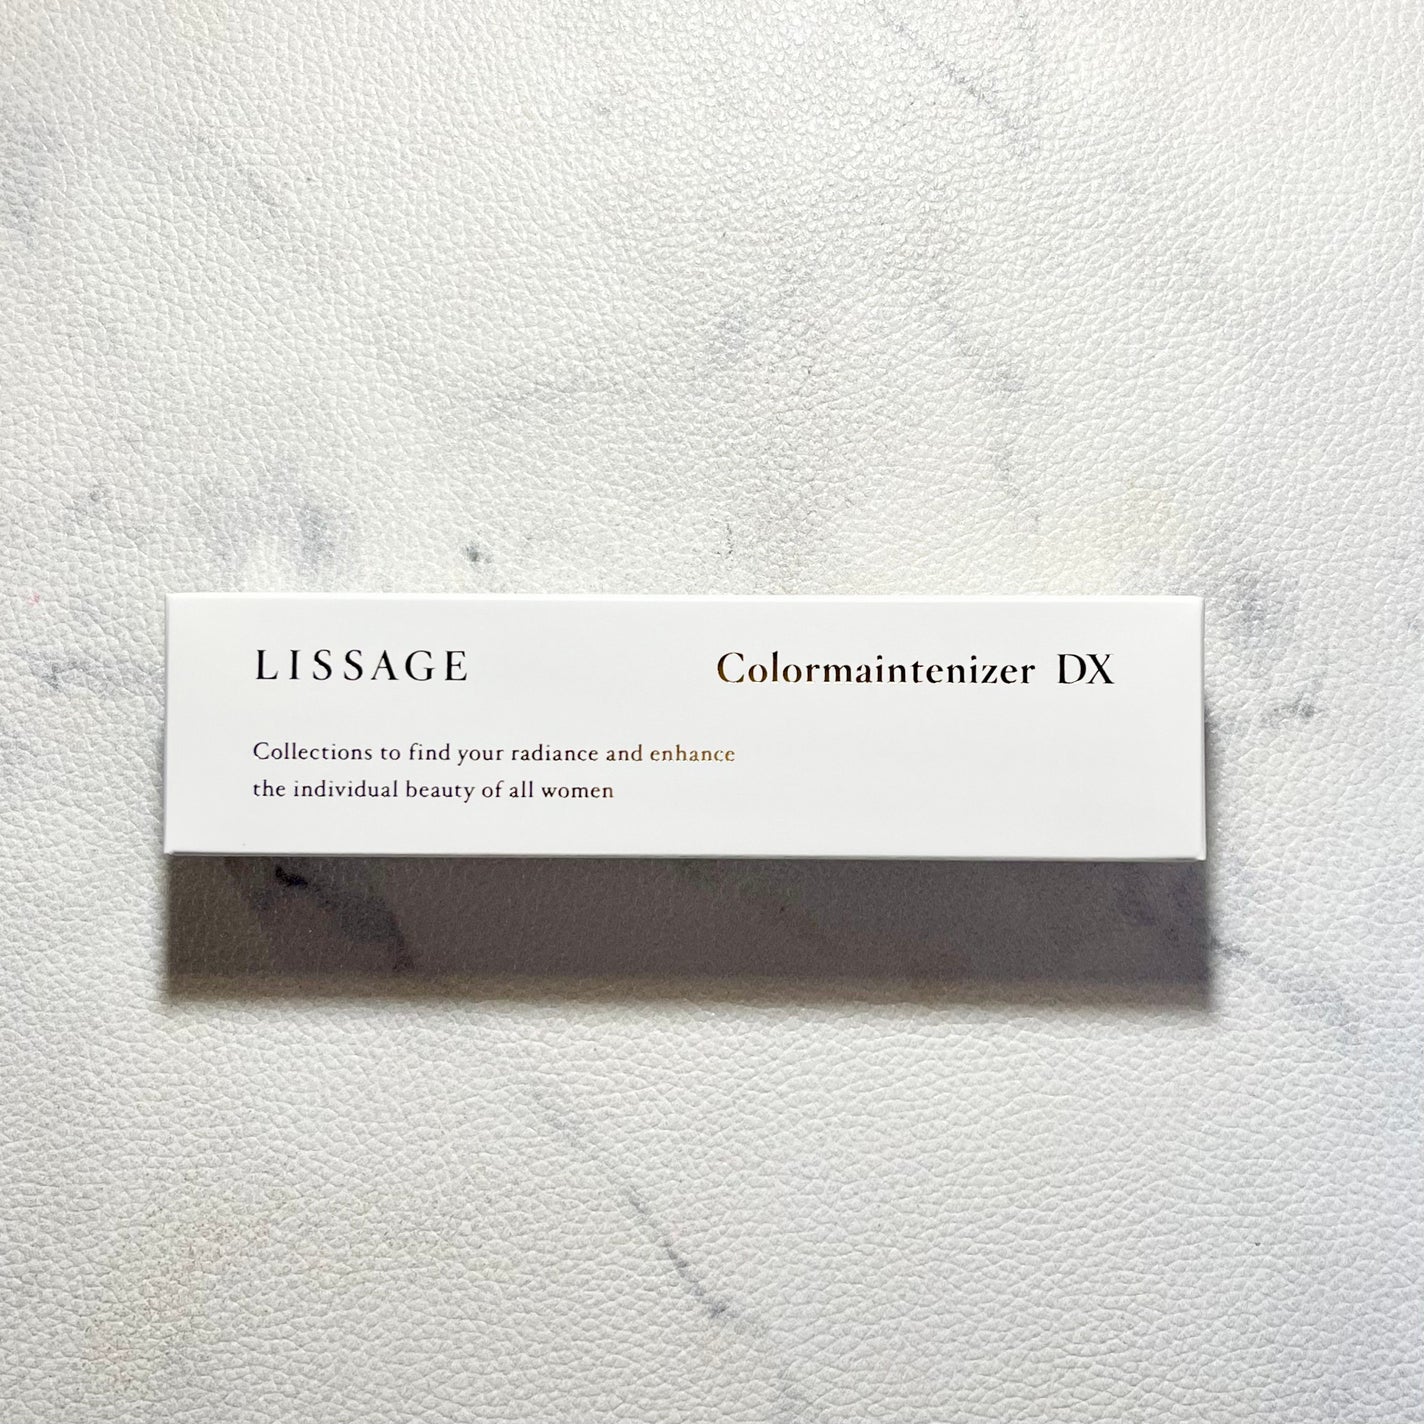 LISSAGE
Colormaintenizer DX
Collections to find your radiance and enhance
the individual beauty of all women